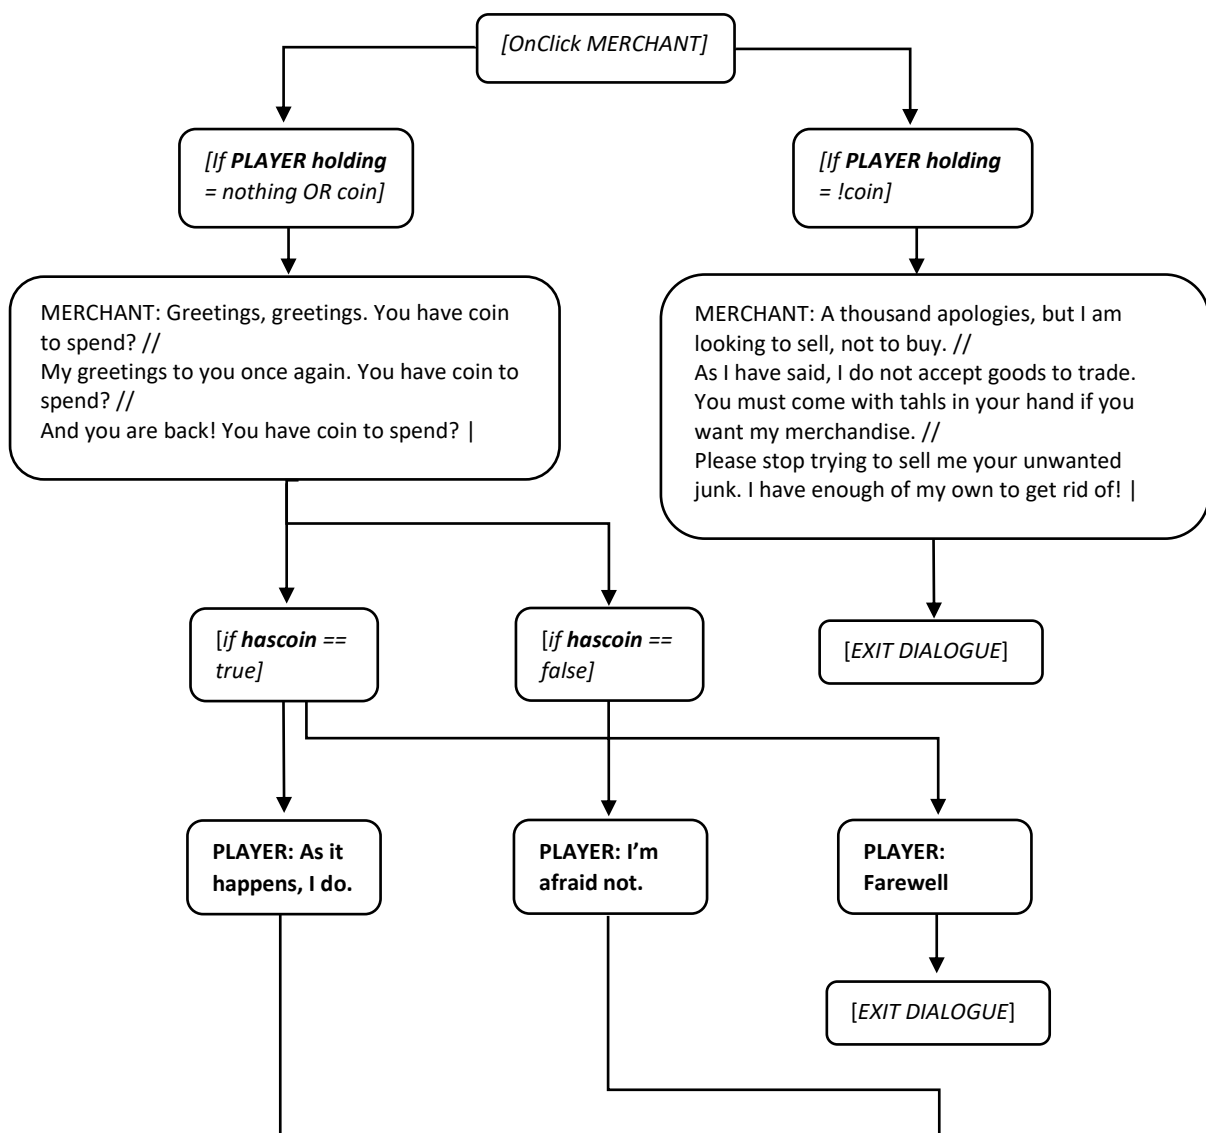 [OnClick MERCHANT]
[If PLAYER holding
= nothing OR coin]
[If PLAYER holding
= !coin]
MERCHANT: Greetings, greetings. You have coin
to spend? //
My greetings to you once again. You have coin to
spend? //
And you are back! You have coin to spend? |
MERCHANT: A thousand apologies, but I am
looking to sell, not to buy. //
As I have said, I do not accept goods to trade.
You must come with tahls in your hand if you
want my merchandise. //
Please stop trying to sell me your unwanted
junk. I have enough of my own to get rid of! |
[if hascoin ==
true]
[if hascoin ==
false]
[EXIT DIALOGUE]
PLAYER: As it
happens, I do.
PLAYER: I’m
afraid not.
PLAYER:
Farewell
[EXIT DIALOGUE]